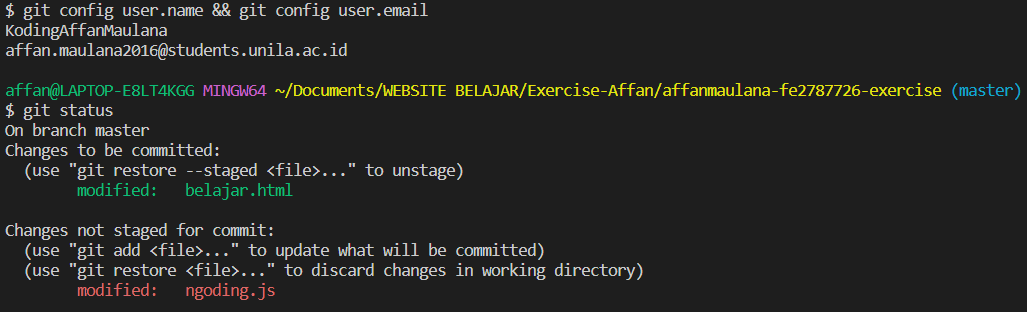 $ git config user.name && git config user.email
KodingAffanMaulana
affan.maulana2016@students.unila.ac.id
affan@LAPTOP-E8LT4KGG MINGW64 ~/Documents/WEBSITE BELAJAR/Exercise-Affan/affanmaulana-fe2787726-exercise (master)
$ git status
On branch master
Changes to be committed:
  (use "git restore --staged <file>..." to unstage)
        modified:   belajar.html
Changes not staged for commit:
  (use "git add <file>..." to update what will be committed)
  (use "git restore <file>..." to discard changes in working directory)
        modified:   ngoding.js